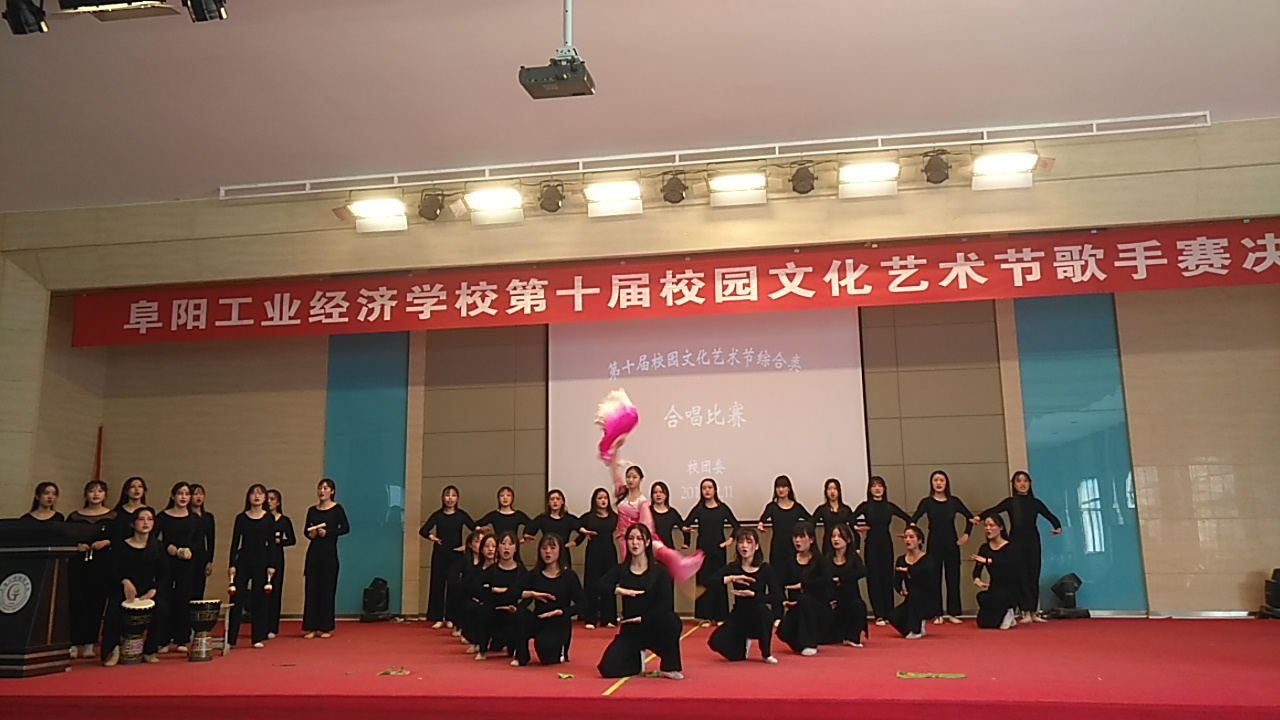 阜阳工业经济学校第十届校园文化艺术节歌手赛决
第十届校园文化艺术节综合类
合唱比赛
校团委